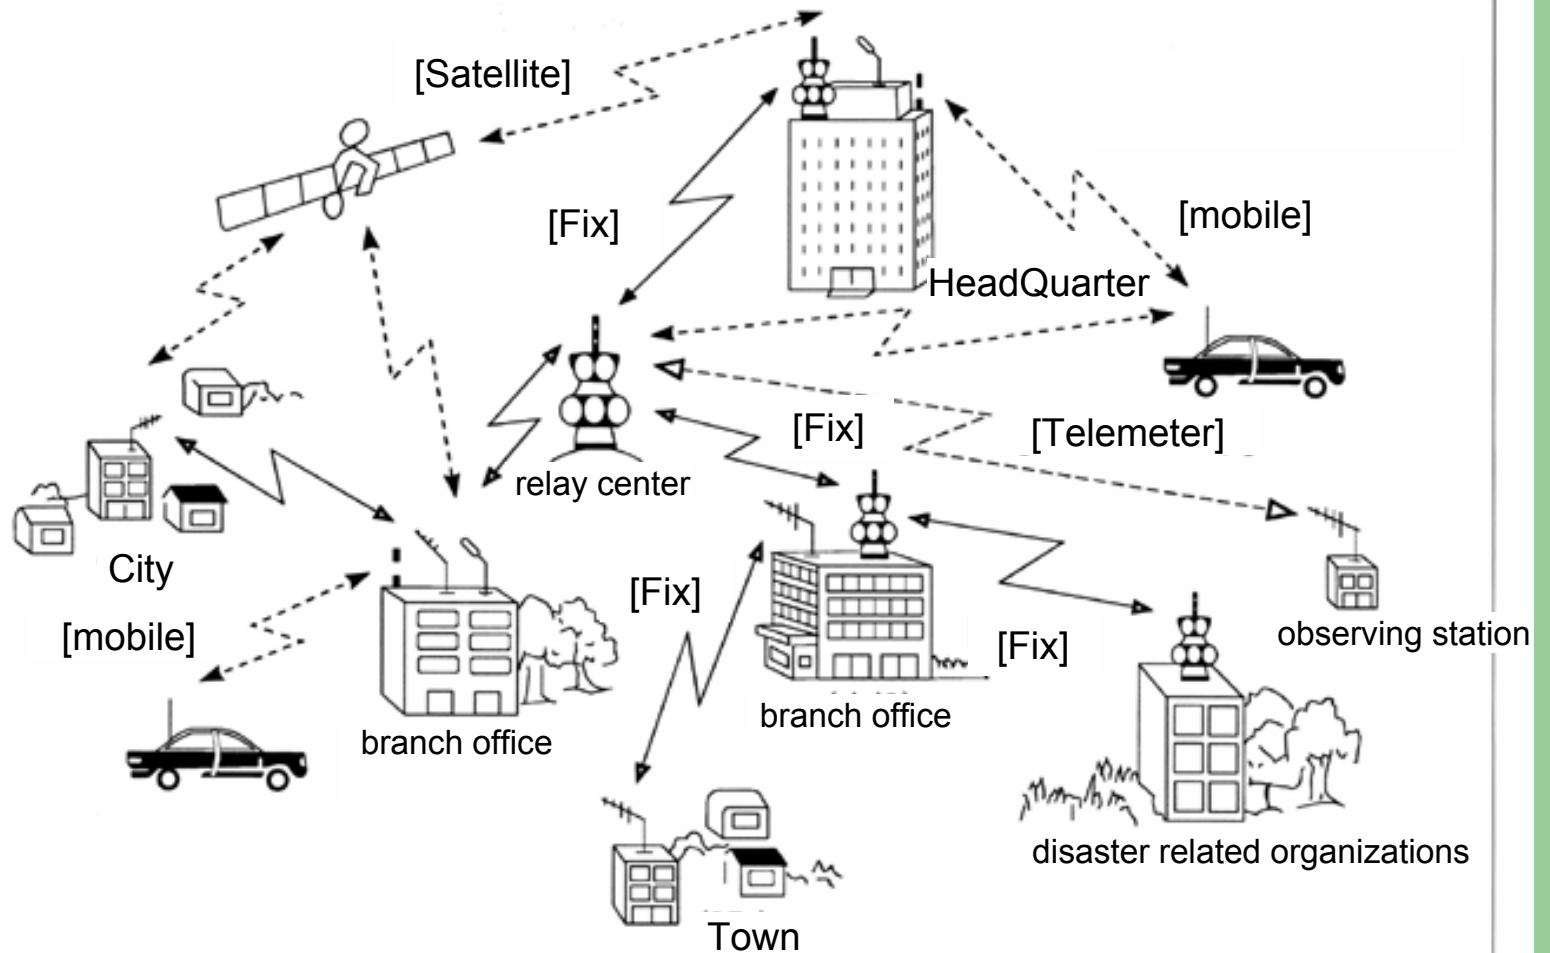 [Satellite]
[Fix]
[mobile]
HeadQuarter
[Fix]
[Telemeter]
relay center
City
[Fix]
[mobile]
[Fix]
observing station
branch office
branch office
disaster related organizations
Town